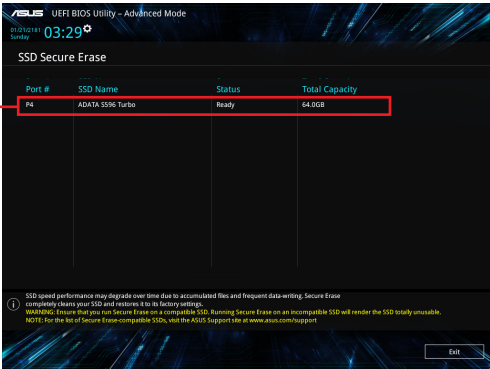 ASUS UEFI BIOS Utility – Advanced Mode
01/21/2181
Sunday
03:29
SSD Secure Erase
Port # SSD Name Status Total Capacity
P4 ADATA S596 Turbo Ready 64.0GB
SSD speed performance may degrade over time due to accumulated files and frequent data-writing. Secure Erase
completely cleans your SSD and restores it to its factory settings.
WARNING: Ensure that you run Secure Erase on a compatible SSD. Running Secure Erase on an incompatible SSD will render the SSD totally unusable.
NOTE: For the list of Secure Erase-compatible SSDs, visit the ASUS Support site at www.asus.com/support
Exit